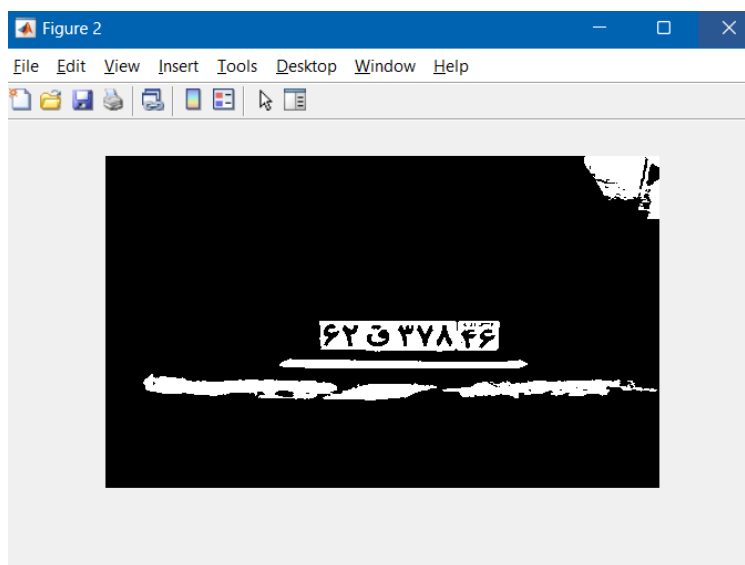 Figure 2
File Edit View Insert Tools Desktop Window Help
۶۲ ق ۳۷۸ ۴۶